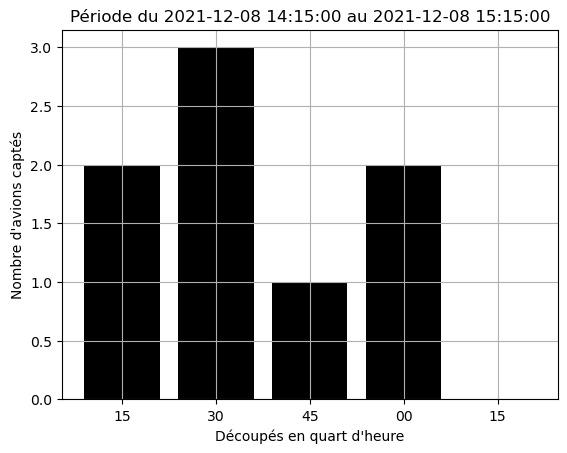 Période du 2021-12-08 14:15:00 au 2021-12-08 15:15:00
3.0
2.5
2.0
1.5
1.0
0.5
0.0
Nombre d'avions captés
15 30 45 00 15
Découpés en quart d'heure